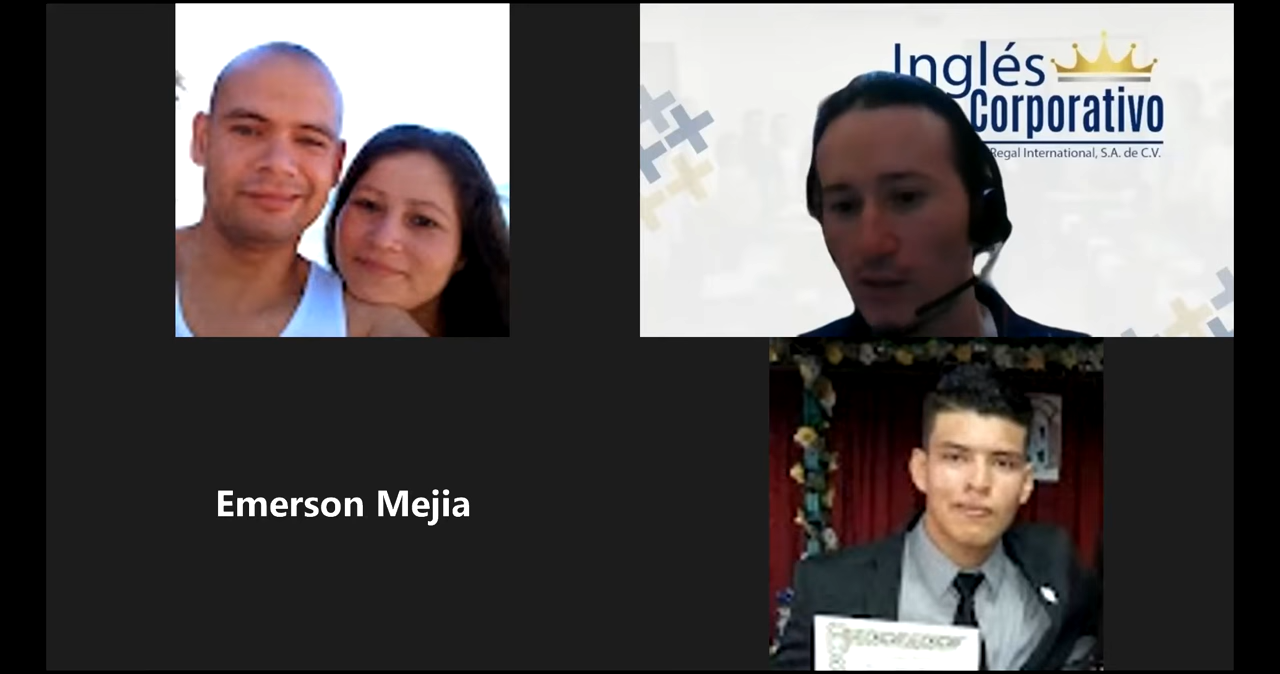 Inglés
Corporativo
Regal International, S.A. de C.V.
Emerson Mejia